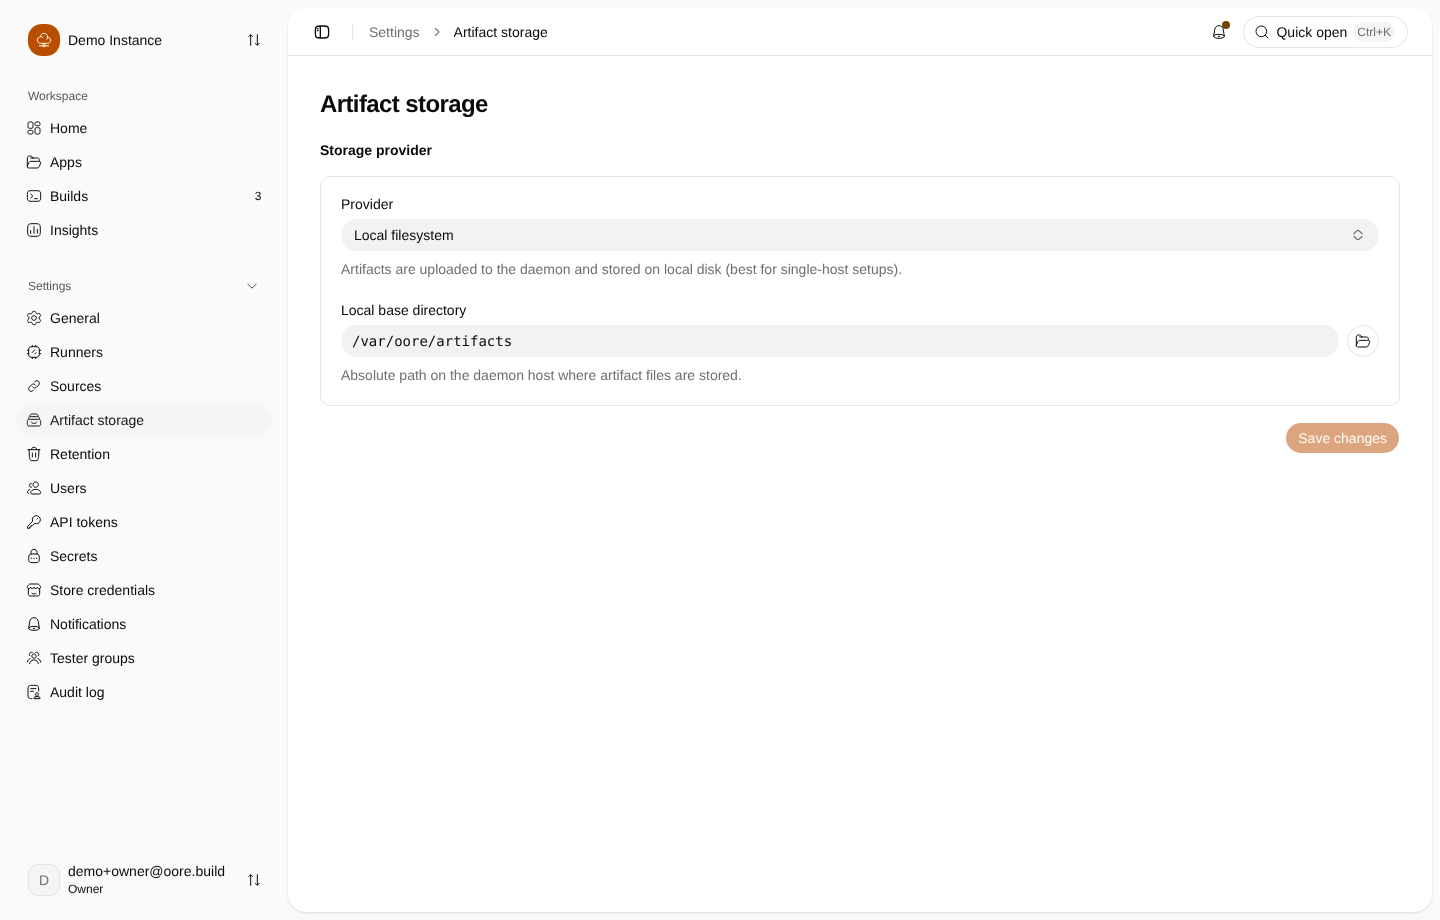 Demo Instance
Workspace
Home
Apps
Builds
3
Insights
Settings
General
Runners
Sources
Artifact storage
Retention
Users
API tokens
Secrets
Store credentials
Notifications
Tester groups
Audit log
D
demo+owner@oore.build
Owner
Settings
Artifact storage
Quick open
Ctrl+K
Artifact storage
Storage provider
Provider
Local filesystem
Artifacts are uploaded to the daemon and stored on local disk (best for single-host setups).
Local base directory
/var/oore/artifacts
Absolute path on the daemon host where artifact files are stored.
Save changes